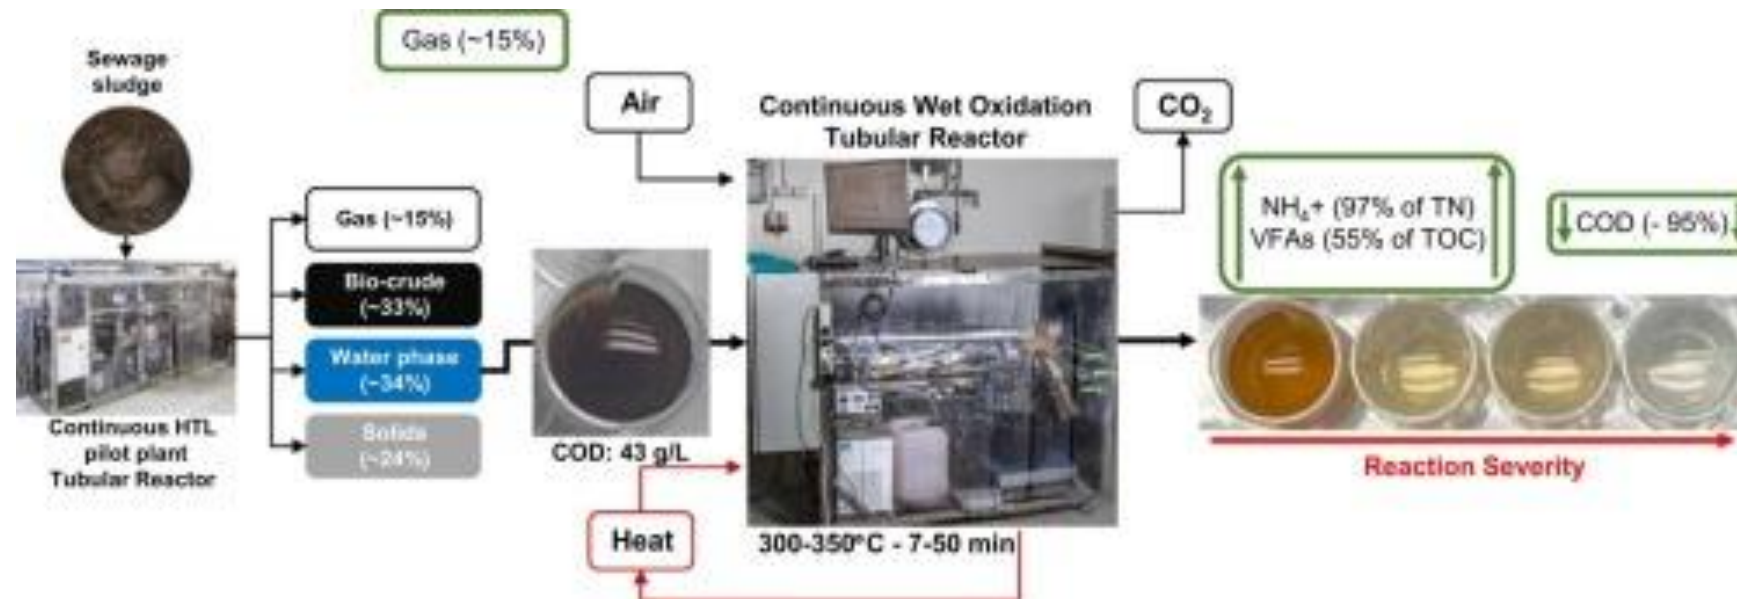 Gas (~15%)
Sewage
sludge
Air
Continuous Wet Oxidation
Tubular Reactor
CO₂
NH₄+ (97% of TN)
VFAs (55% of TOC)
COD (- 95%)
Gas (~15%)
Bio-crude
(~33%)
Water phase
(~34%)
Solids
(~24%)
Continuous HTL
pilot plant
Tubular Reactor
COD: 43 g/L
Reaction Severity
Heat
300-350°C - 7-50 min